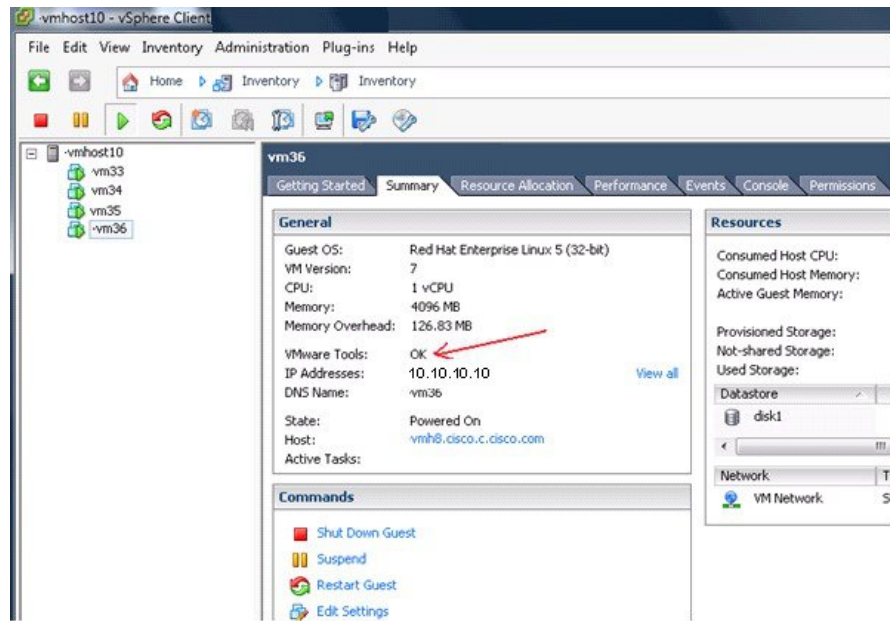 -vmhost10 - vSphere Client
File Edit View Inventory Administration Plug-ins Help
Home Inventory Inventory
-vmhost10
vm33
vm34
vm35
-vm36
vm36
Getting Started Summary Resource Allocation Performance Events Console Permissions
General
Guest OS: Red Hat Enterprise Linux 5 (32-bit)
VM Version: 7
CPU: 1 vCPU
Memory: 4096 MB
Memory Overhead: 126.83 MB
VMware Tools: OK
IP Addresses: 10.10.10.10 View all
DNS Name: -vm36
State: Powered On
Host: vmh8.cisco.c.cisco.com
Active Tasks:
Commands
Shut Down Guest
Suspend
Restart Guest
Edit Settings
Resources
Consumed Host CPU:
Consumed Host Memory:
Active Guest Memory:
Provisioned Storage:
Not-shared Storage:
Used Storage:
Datastore
disk1
Network T
VM Network S